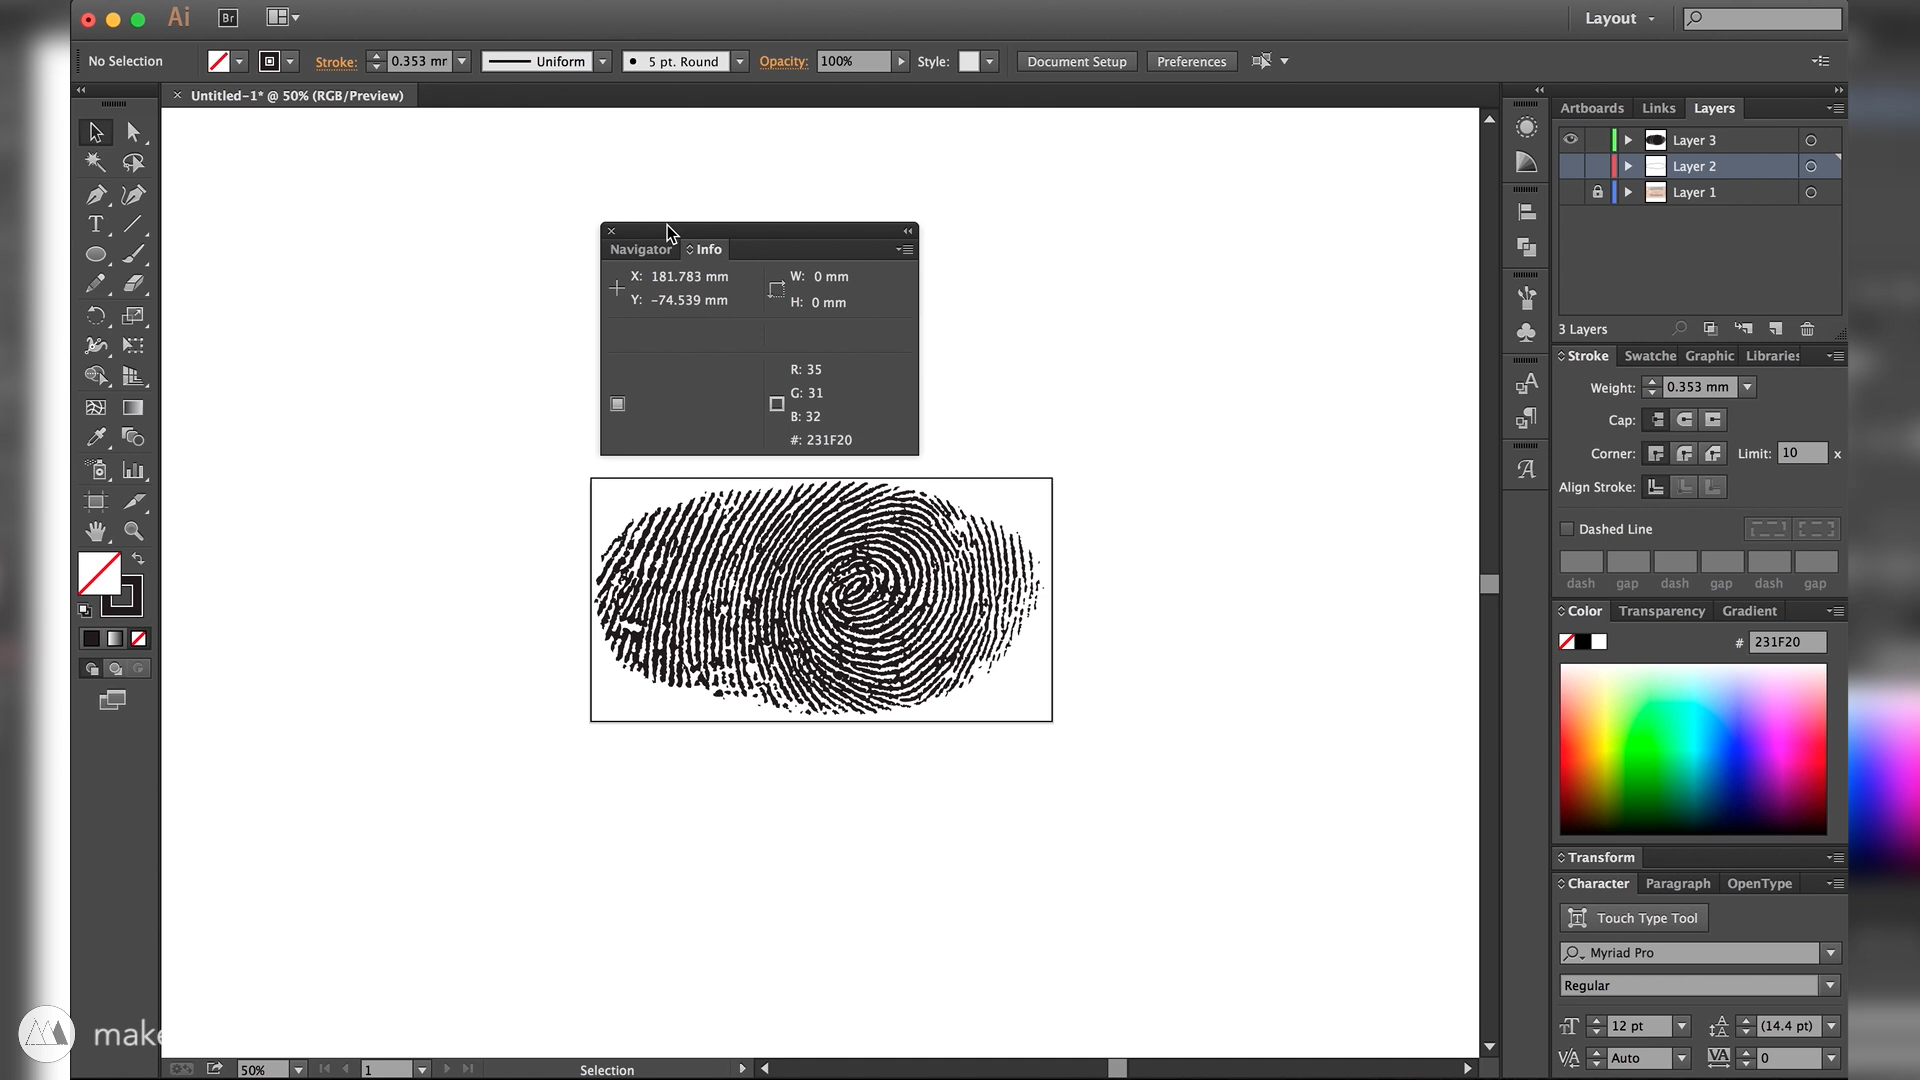 Ai Br Layout
No Selection Stroke: 0.353 mr Uniform 5 pt. Round Opacity: 100% Style: Document Setup Preferences
Untitled-1* @ 50% (RGB/Preview)
Artboards Links Layers
Layer 3
Layer 2
Layer 1
3 Layers
Navigator Info
X: 181.783 mm W: 0 mm
Y: -74.539 mm H: 0 mm
R: 35
G: 31
B: 32
#: 231F20
Stroke Swatche Graphic Libraries
Weight: 0.353 mm
Cap:
Corner: Limit: 10 x
Align Stroke:
Dashed Line
dash gap dash gap dash gap
Color Transparency Gradient
# 231F20
Transform
Character Paragraph OpenType
Touch Type Tool
Myriad Pro
Regular
12 pt (14.4 pt)
Auto 0
make
50% 1 Selection